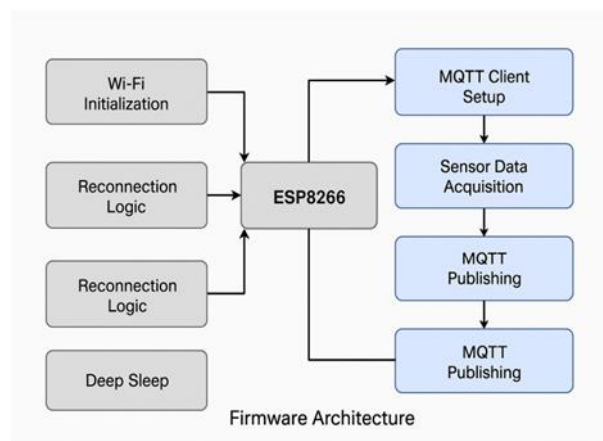 Wi-Fi
Initialization
Reconnection
Logic
Reconnection
Logic
Deep Sleep
ESP8266
MQTT Client
Setup
Sensor Data
Acquisition
MQTT
Publishing
MQTT
Publishing
Firmware Architecture